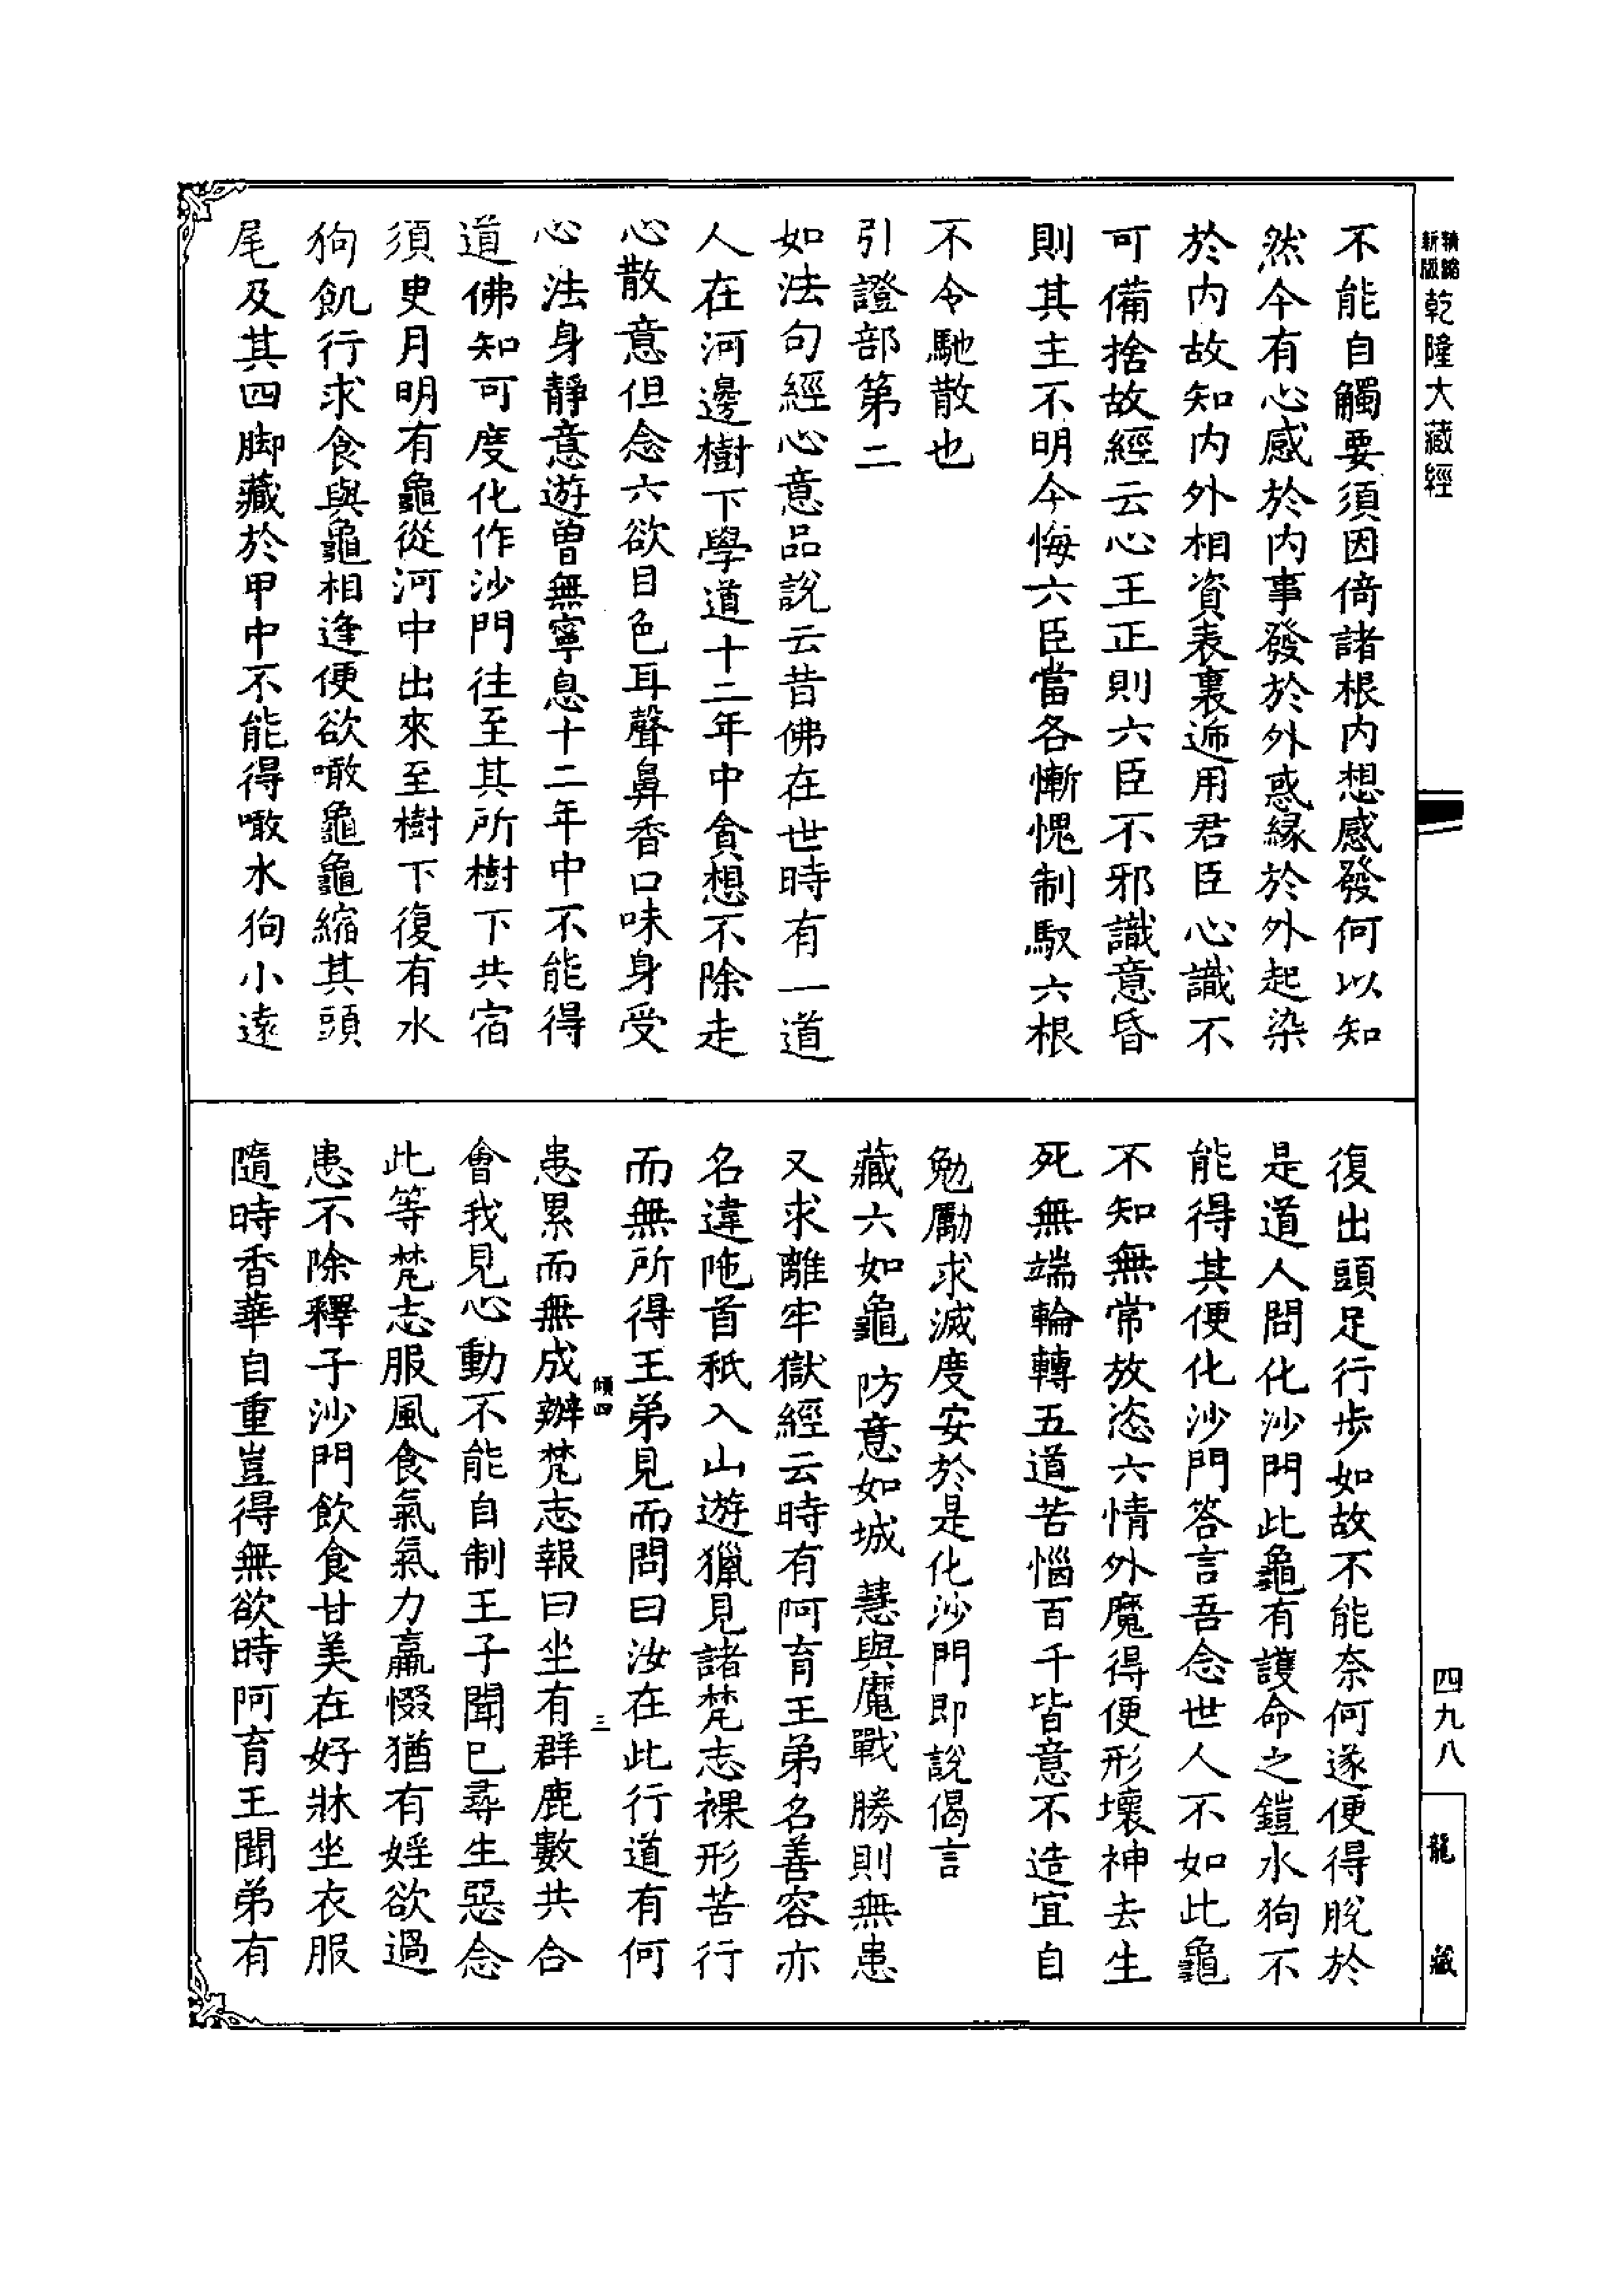 精縮
新版
乾隆大藏經
四九八
龍藏
不能自觸要須因倚諸根内想感發何以知
然今有心感於内事發於外惑緣於外起染
於内故知内外相資表裏遞用君臣心識不
可備捨故經云心王正則六臣不邪識意昏
則其主不明今悔六臣當各慚愧制馭六根
不令馳散也
引證部第二
如法句經心意品說云昔佛在世時有一道
人在河邊樹下學道十二年中貪想不除走
心散意但念六欲目色耳聲鼻香口味身受
心法身靜意遊曾無寧息十二年中不能得
道佛知可度化作沙門往至其所樹下共宿
須臾月明有龜從河中出來至樹下復有水
狗飢行求食與龜相逢便欲噉龜龜縮其頭
尾及其四脚藏於甲中不能得噉水狗小遠
復出頭足行步如故不能奈何遂便得脫於
是道人問化沙門此龜有護命之鎧水狗不
能得其便化沙門答言吾念世人不如此龜
不知無常放恣六情外魔得便形壞神去生
死無端輪轉五道苦惱百千皆意不造宜自
勉勵求滅度安於是化沙門即說偈言
藏六如龜 防意如城 慧與魔戰 勝則無患
又求離牢獄經云時有阿育王弟名善容亦
名違陁首秖入山遊獵見諸梵志裸形苦行
而無所得王弟見而問曰汝在此行道有何
傾四 三
患累而無成辦梵志報曰坐有群鹿數共合
會我見心動不能自制王子聞已尋生惡念
此等梵志服風食氣氣力羸惙猶有婬欲過
患不除釋子沙門飲食甘美在好牀坐衣服
隨時香華自重豈得無欲時阿育王聞弟有